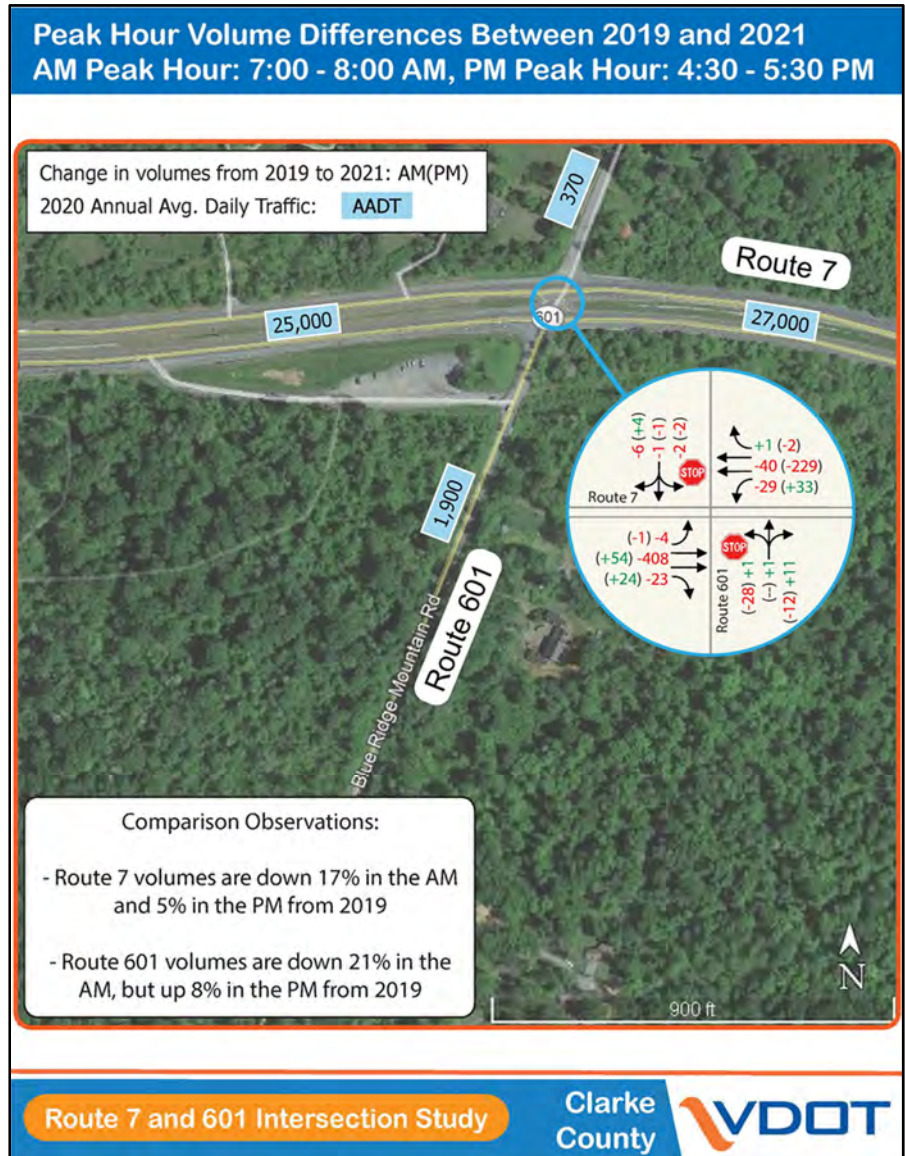 Peak Hour Volume Differences Between 2019 and 2021
AM Peak Hour: 7:00 - 8:00 AM, PM Peak Hour: 4:30 - 5:30 PM
Change in volumes from 2019 to 2021: AM(PM)
2020 Annual Avg. Daily Traffic: AADT
370
Route 7
25,000
601
27,000
-6 (+4)
-1 (-1)
-2 (-2)
STOP
Route 7
+1 (-2)
-40 (-229)
-29 (+33)
(-1) -4
(+54) -408
(+24) -23
STOP
Route 601
(-28) +1
(--) +1
(-12) +11
1,900
Route 601
Blue Ridge Mountain Rd
Comparison Observations:
- Route 7 volumes are down 17% in the AM
and 5% in the PM from 2019
- Route 601 volumes are down 21% in the
AM, but up 8% in the PM from 2019
N
900 ft
Route 7 and 601 Intersection Study
Clarke
County
VDOT